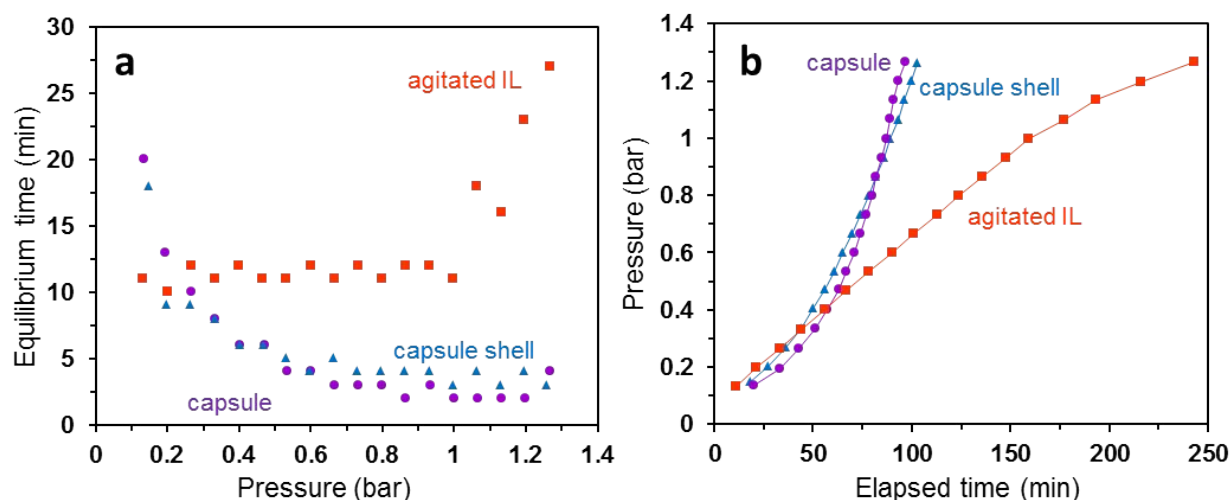 a
30
25
20
15
10
5
0
Equilibrium time (min)
agitated IL
capsule shell
capsule
0 0.2 0.4 0.6 0.8 1 1.2 1.4
Pressure (bar)
b
1.4
1.2
1
0.8
0.6
0.4
0.2
0
Pressure (bar)
capsule
capsule shell
agitated IL
0 50 100 150 200 250
Elapsed time (min)